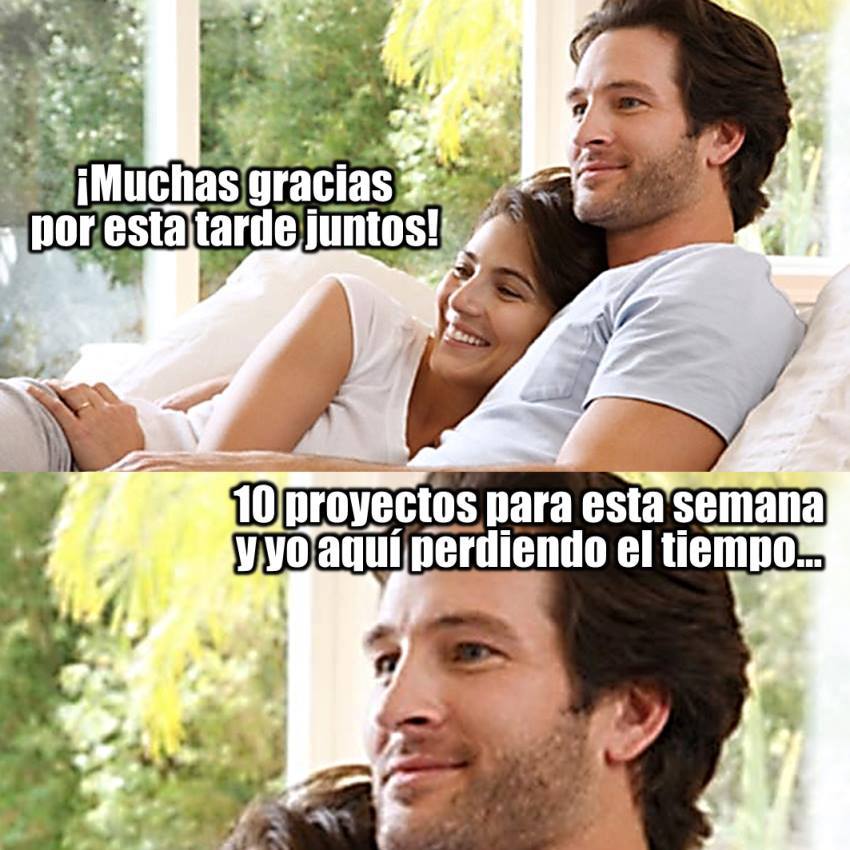 ¡Muchas gracias
por esta tarde juntos!
10 proyectos para esta semana
y yo aquí perdiendo el tiempo...